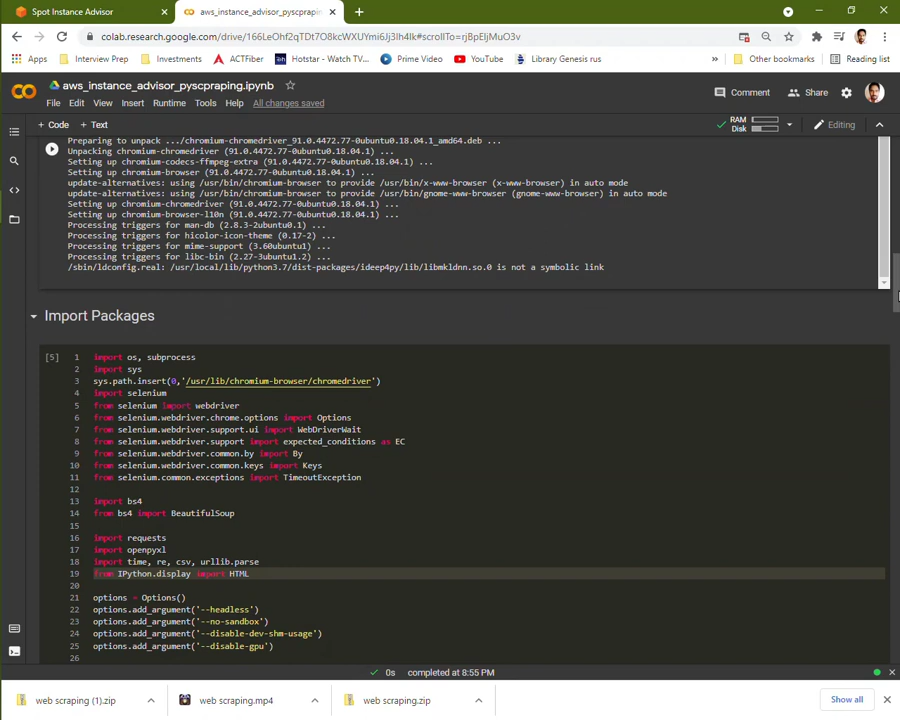 Spot Instance Advisor
aws_instance_advisor_pyscpraping
colab.research.google.com/drive/166LeOhf2qTDt7O8kcWXUYmi6Jj3Ih4Ik#scrollTo=rjBpEIjMuO3v
Apps Interview Prep Investments ACTFiber Hotstar - Watch TV... Prime Video YouTube Library Genesis rus » Other bookmarks Reading list
aws_instance_advisor_pyscpraping.ipynb
Comment Share
File Edit View Insert Runtime Tools Help All changes saved
+ Code + Text RAM Disk Editing
Preparing to unpack .../chromium-chromedriver_91.0.4472.77-0ubuntu0.18.04.1_amd64.deb ...
Unpacking chromium-chromedriver (91.0.4472.77-0ubuntu0.18.04.1) ...
Setting up chromium-codecs-ffmpeg-extra (91.0.4472.77-0ubuntu0.18.04.1) ...
Setting up chromium-browser (91.0.4472.77-0ubuntu0.18.04.1) ...
update-alternatives: using /usr/bin/chromium-browser to provide /usr/bin/x-www-browser (x-www-browser) in auto mode
update-alternatives: using /usr/bin/chromium-browser to provide /usr/bin/gnome-www-browser (gnome-www-browser) in auto mode
Setting up chromium-chromedriver (91.0.4472.77-0ubuntu0.18.04.1) ...
Setting up chromium-browser-l10n (91.0.4472.77-0ubuntu0.18.04.1) ...
Processing triggers for man-db (2.8.3-2ubuntu0.1) ...
Processing triggers for hicolor-icon-theme (0.17-2) ...
Processing triggers for mime-support (3.60ubuntu1) ...
Processing triggers for libc-bin (2.27-3ubuntu1.2) ...
/sbin/ldconfig.real: /usr/local/lib/python3.7/dist-packages/ideep4py/lib/libmkldnn.so.0 is not a symbolic link
Import Packages
[5] 1 import os, subprocess
2 import sys
3 sys.path.insert(0,'/usr/lib/chromium-browser/chromedriver')
4 import selenium
5 from selenium import webdriver
6 from selenium.webdriver.chrome.options import Options
7 from selenium.webdriver.support.ui import WebDriverWait
8 from selenium.webdriver.support import expected_conditions as EC
9 from selenium.webdriver.common.by import By
10 from selenium.webdriver.common.keys import Keys
11 from selenium.common.exceptions import TimeoutException
12
13 import bs4
14 from bs4 import BeautifulSoup
15
16 import requests
17 import openpyxl
18 import time, re, csv, urllib.parse
19 from IPython.display import HTML
20
21 options = Options()
22 options.add_argument('--headless')
23 options.add_argument('--no-sandbox')
24 options.add_argument('--disable-dev-shm-usage')
25 options.add_argument('--disable-gpu')
26
0s completed at 8:55 PM
web scraping (1).zip web scraping.mp4 web scraping.zip Show all